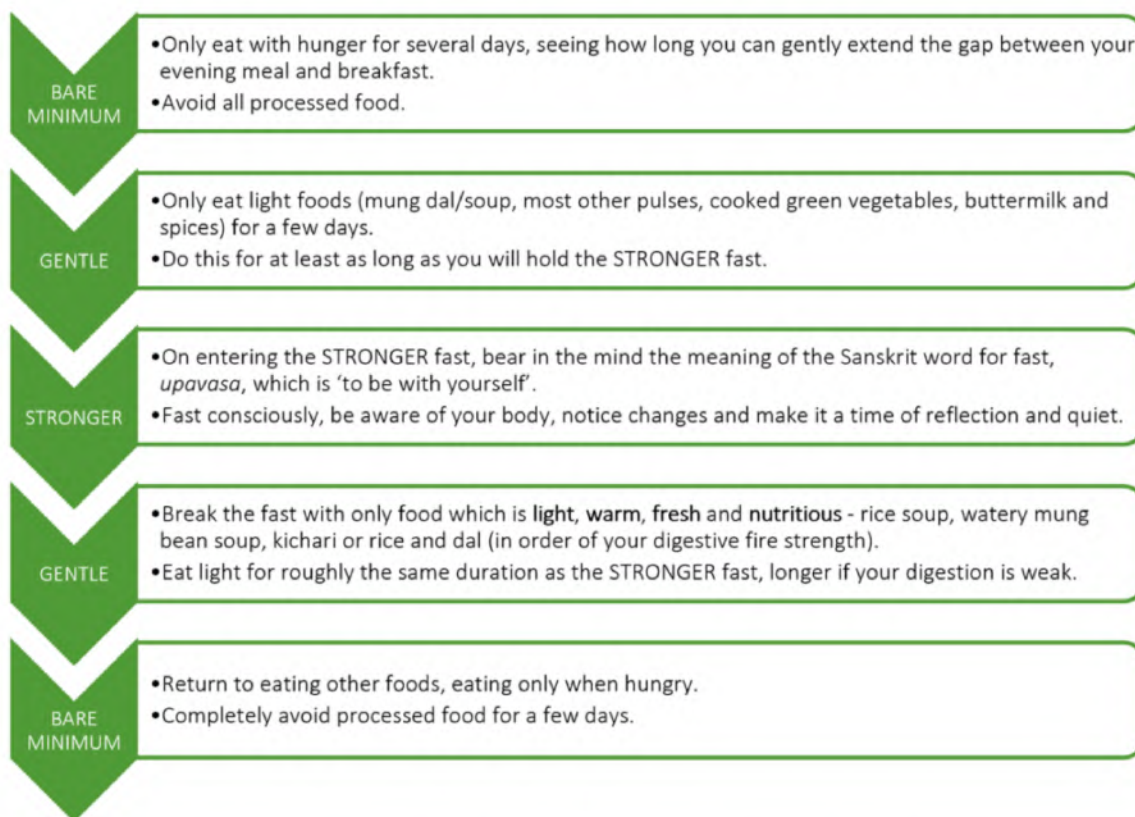 BARE
MINIMUM
•Only eat with hunger for several days, seeing how long you can gently extend the gap between your
evening meal and breakfast.
•Avoid all processed food.
GENTLE
•Only eat light foods (mung dal/soup, most other pulses, cooked green vegetables, buttermilk and
spices) for a few days.
•Do this for at least as long as you will hold the STRONGER fast.
STRONGER
•On entering the STRONGER fast, bear in the mind the meaning of the Sanskrit word for fast,
upavasa, which is ‘to be with yourself’.
•Fast consciously, be aware of your body, notice changes and make it a time of reflection and quiet.
GENTLE
•Break the fast with only food which is light, warm, fresh and nutritious - rice soup, watery mung
bean soup, kichari or rice and dal (in order of your digestive fire strength).
•Eat light for roughly the same duration as the STRONGER fast, longer if your digestion is weak.
BARE
MINIMUM
•Return to eating other foods, eating only when hungry.
•Completely avoid processed food for a few days.